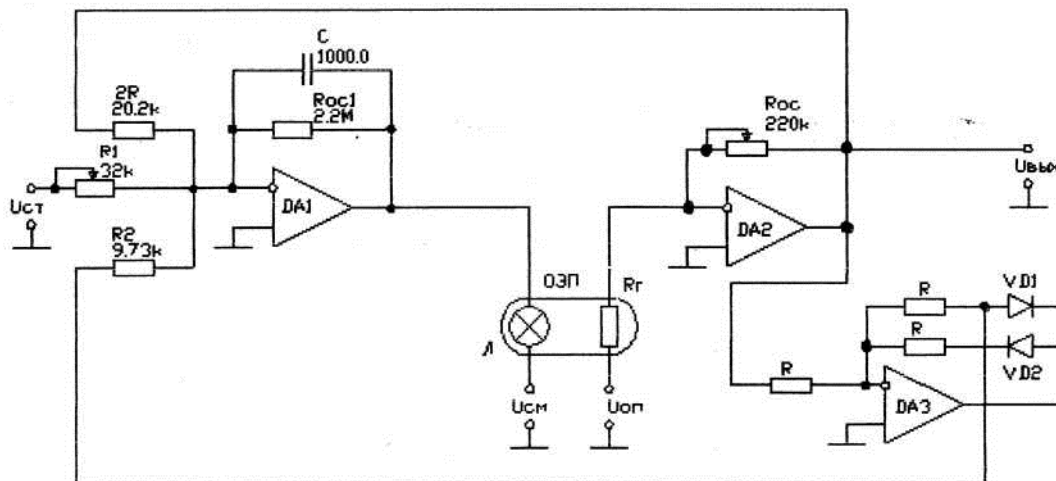 C
1000.0
2R
20.2k
Roc1
2.2M
Roc
220k
R1
32k
Uст
DA1
DA2
Uвых
R2
9.73k
ОЭП
Rг
R
VD1
Л
R
VD2
R
Uсм
Uоп
DA3